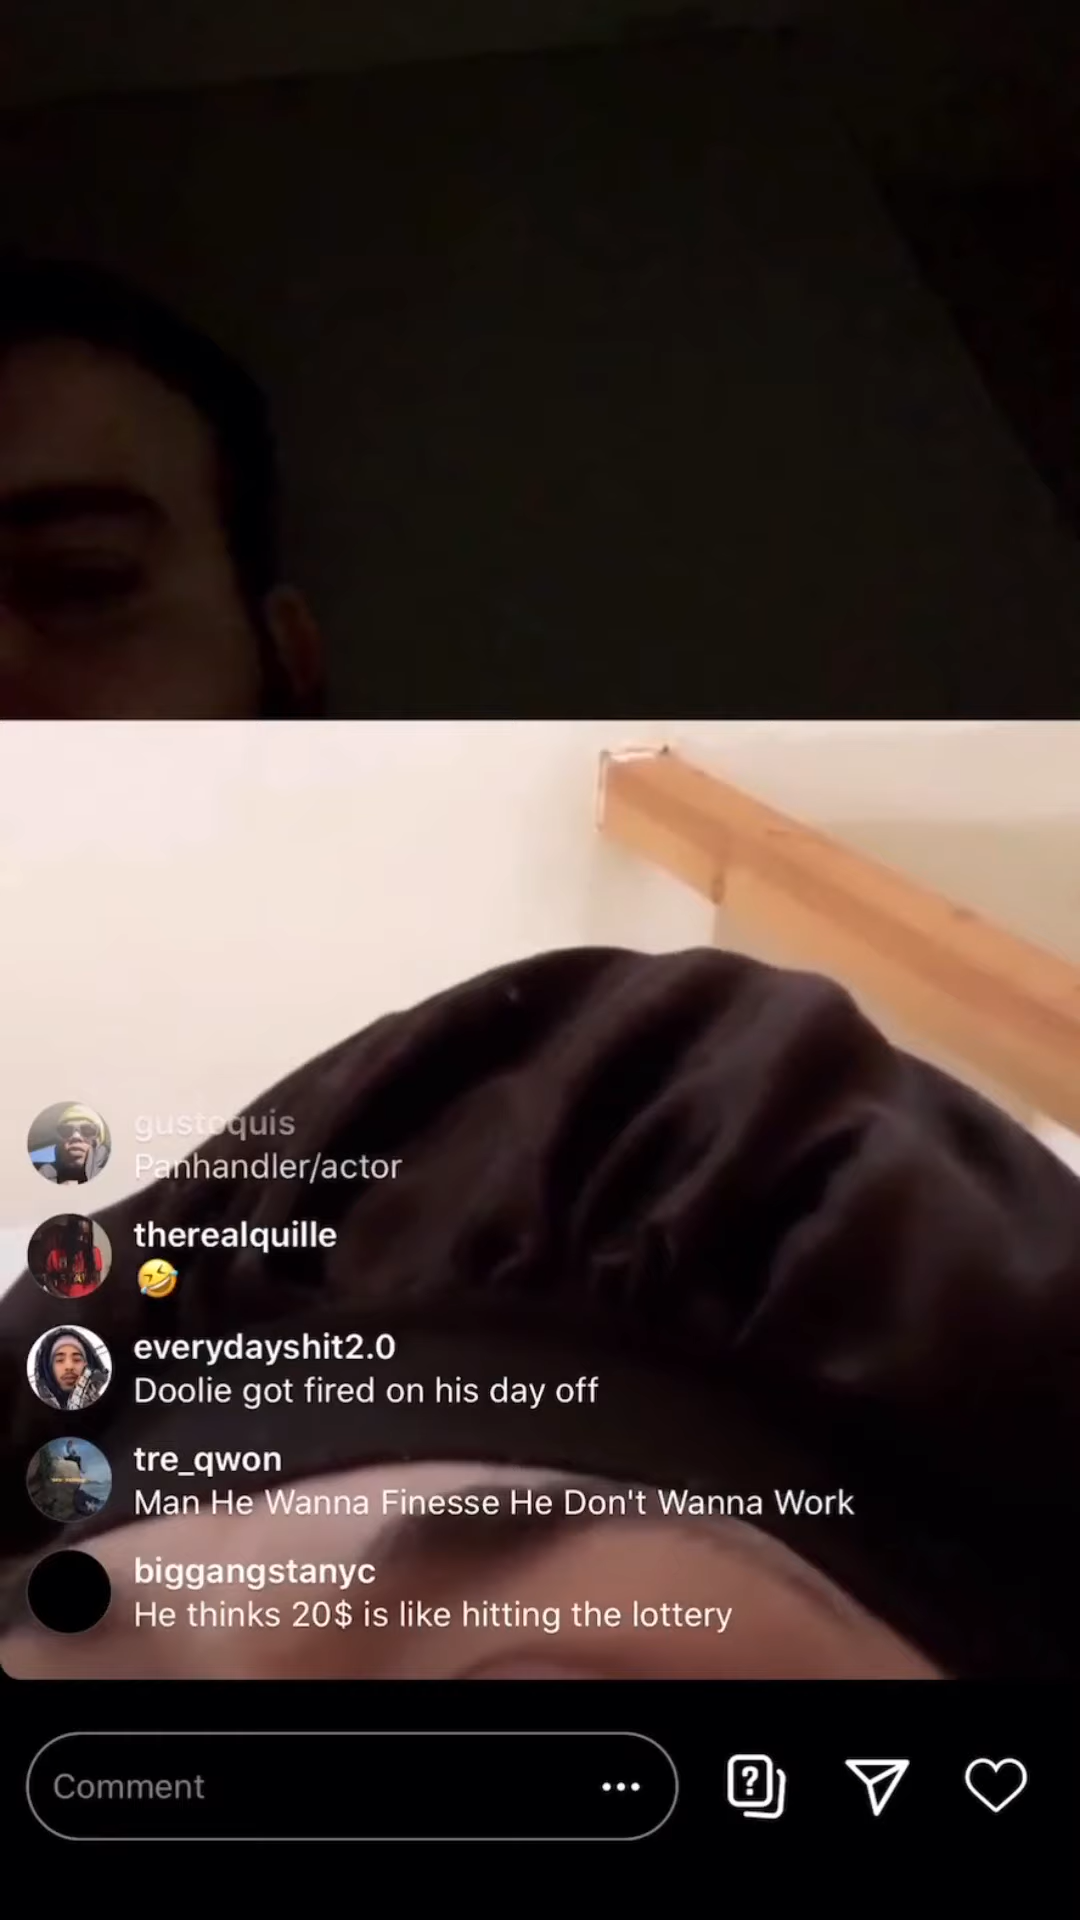 gustoquis
Panhandler/actor
therealquille
🤣
everydayshit2.0
Doolie got fired on his day off
tre_qwon
Man He Wanna Finesse He Don't Wanna Work
biggangstanyc
He thinks 20$ is like hitting the lottery
Comment